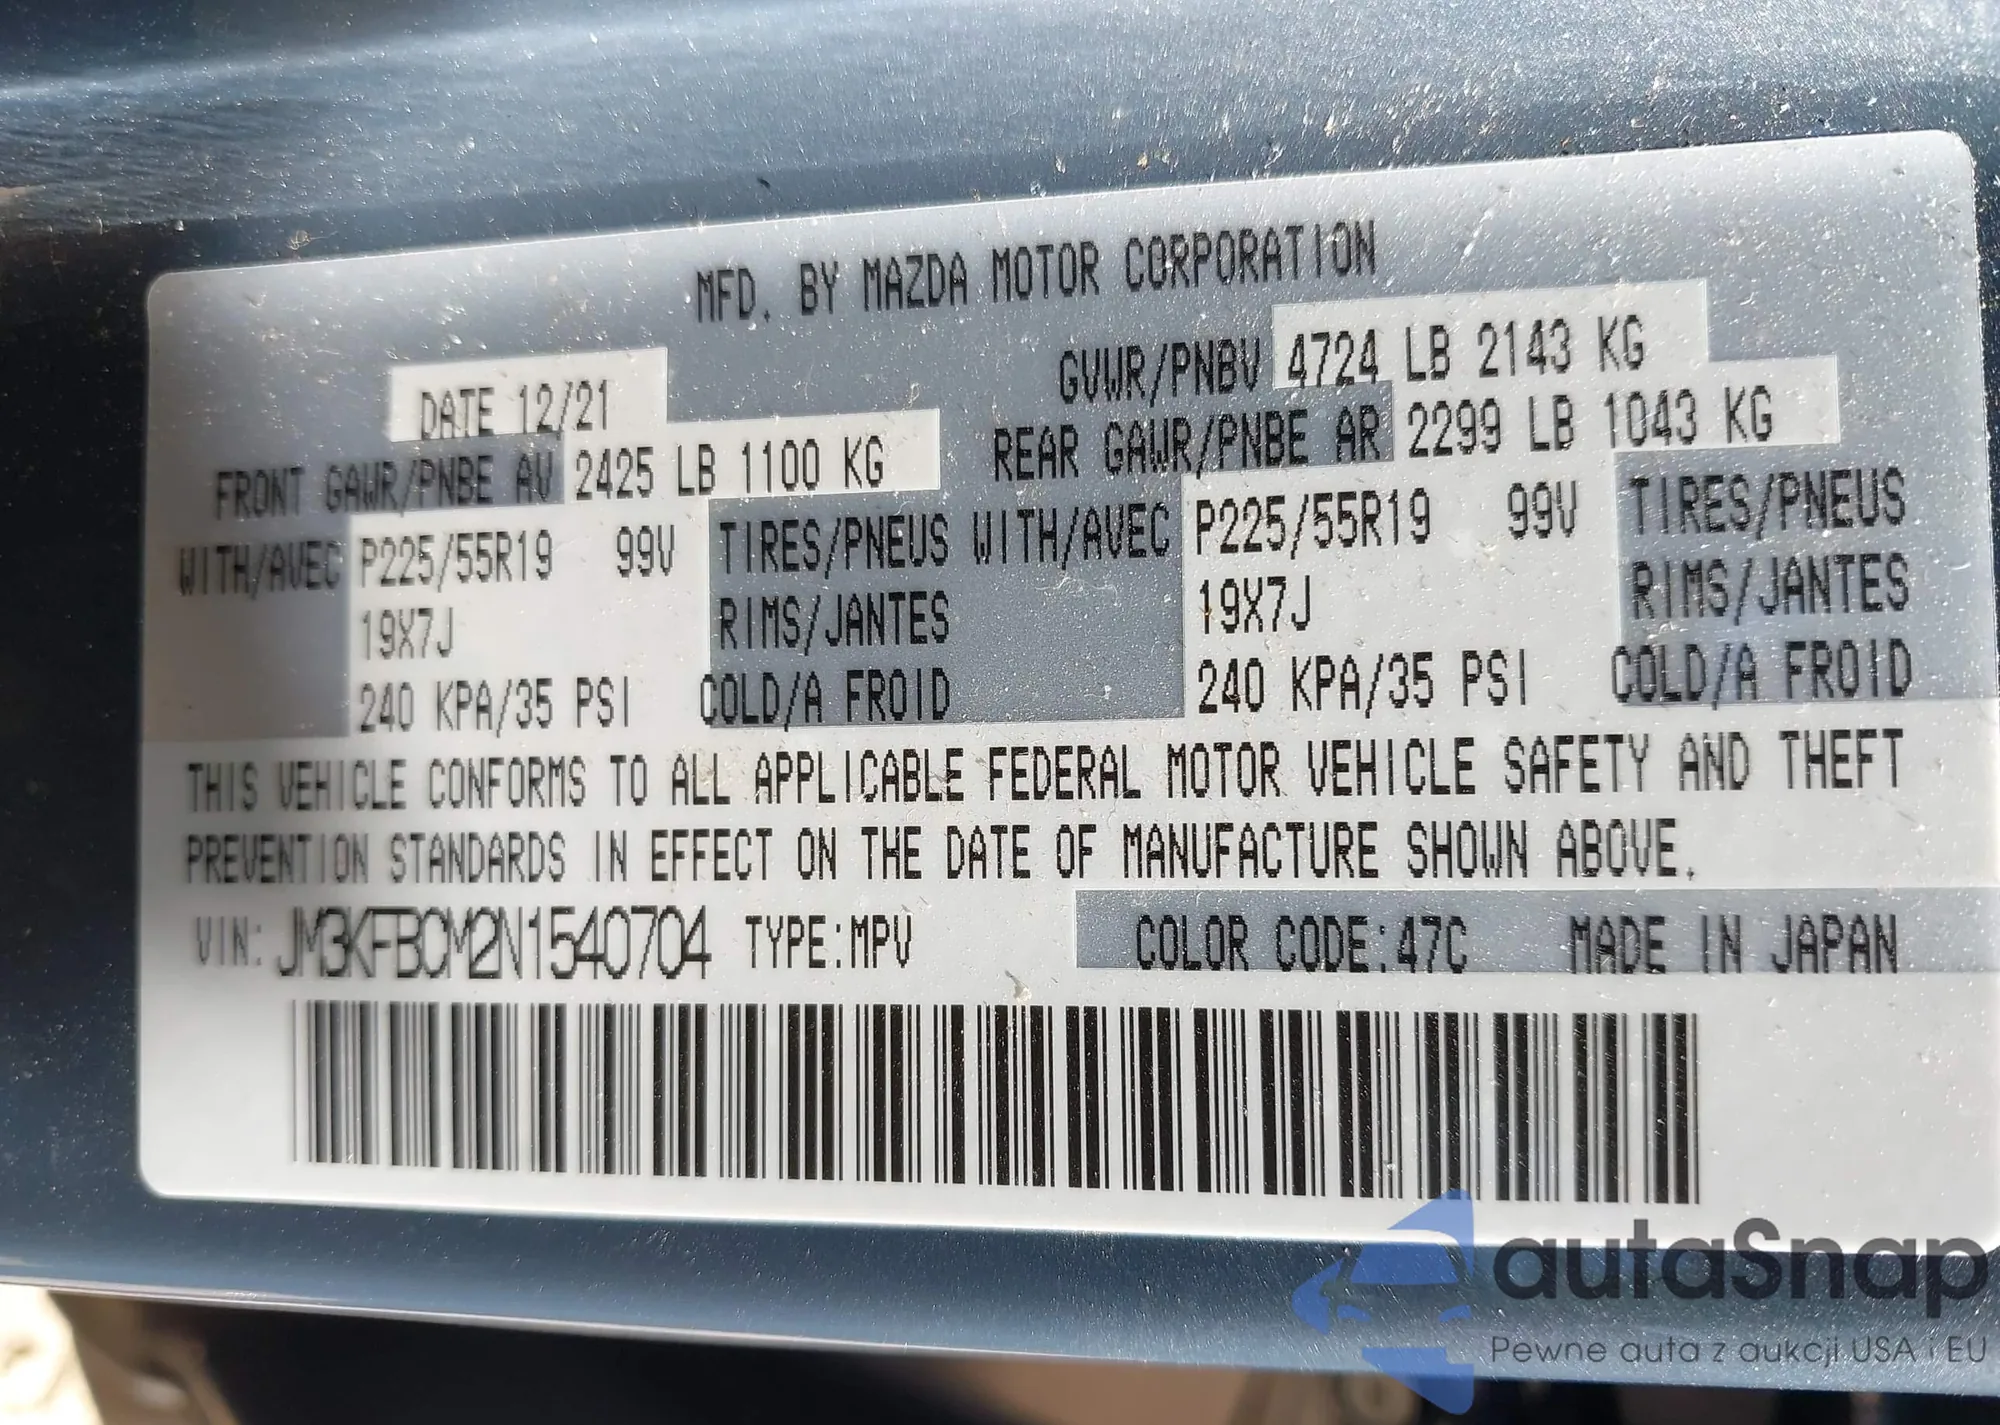 MFD. BY MAZDA MOTOR CORPORATION
DATE 12/21 GVWR/PNBV 4724 LB 2143 KG
FRONT GAWR/PNBE AV 2425 LB 1100 KG REAR GAWR/PNBE AR 2299 LB 1043 KG
WITH/AVEC P225/55R19 99V TIRES/PNEUS WITH/AVEC P225/55R19 99V TIRES/PNEUS
19X7J RIMS/JANTES 19X7J RIMS/JANTES
240 KPA/35 PSI COLD/A FROID 240 KPA/35 PSI COLD/A FROID
THIS VEHICLE CONFORMS TO ALL APPLICABLE FEDERAL MOTOR VEHICLE SAFETY AND THEFT
PREVENTION STANDARDS IN EFFECT ON THE DATE OF MANUFACTURE SHOWN ABOVE.
VIN: JM3KFBCM2N1540704 TYPE:MPV COLOR CODE:47C MADE IN JAPAN
autaSnap
Pewne auta z aukcji USA i EU